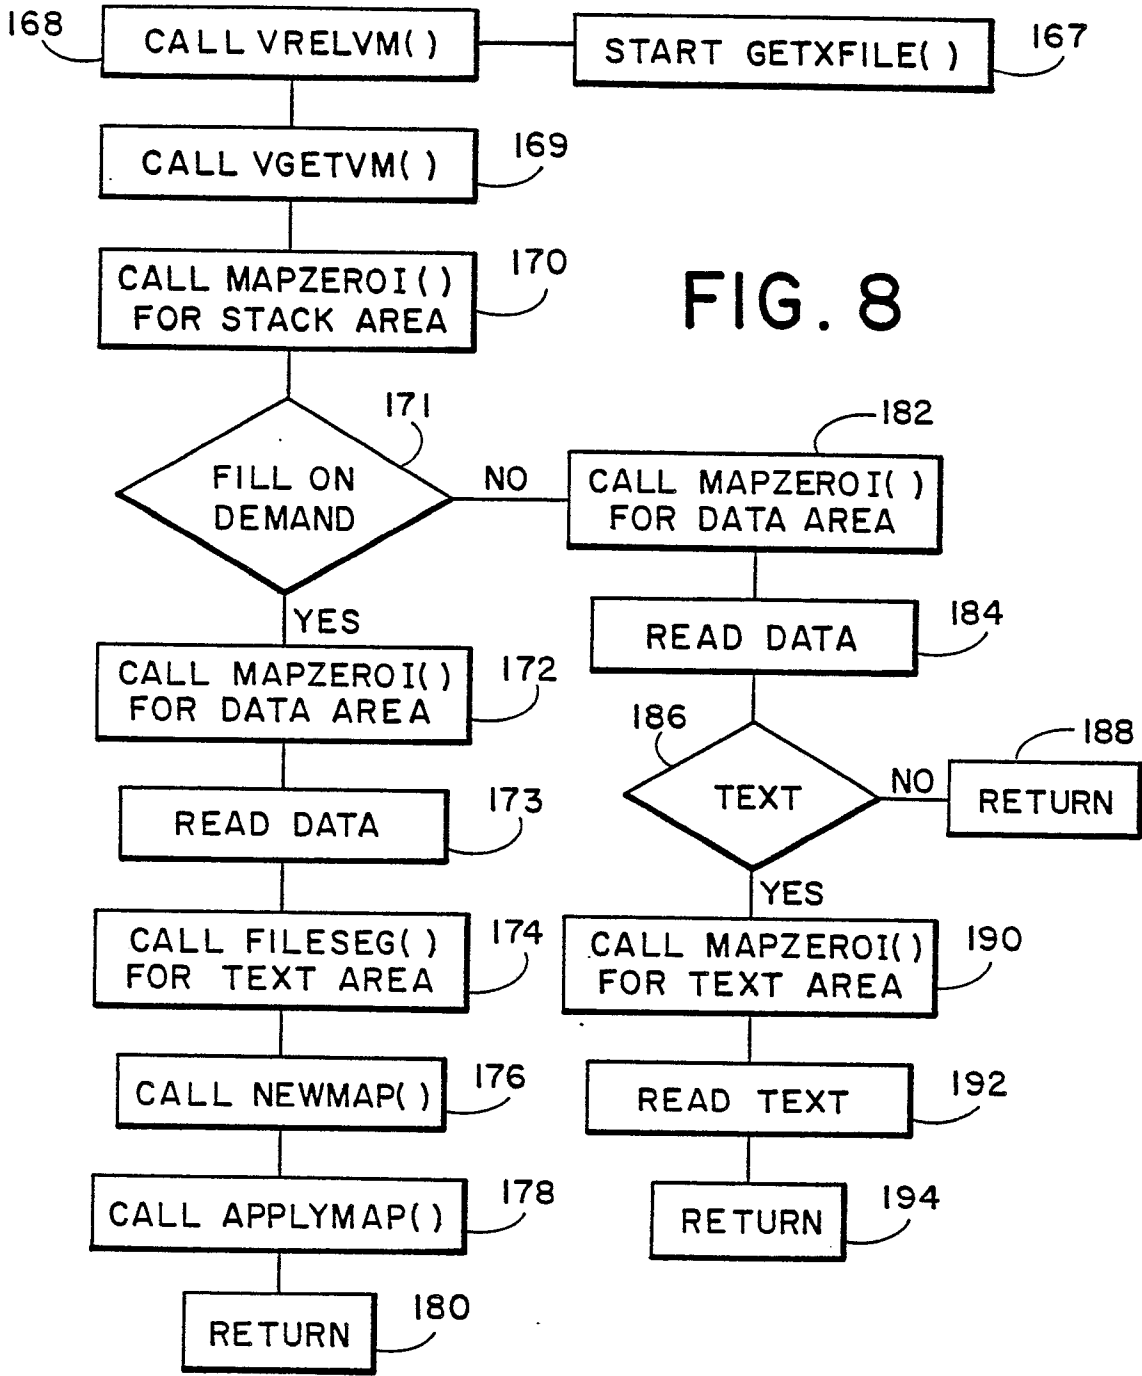 168
CALL VRELVM()
START GETXFILE()
167
CALL VGETVM()
169
CALL MAPZEROI()
FOR STACK AREA
170
FIG. 8
171
FILL ON
DEMAND
NO
YES
182
CALL MAPZEROI()
FOR DATA AREA
CALL MAPZEROI()
FOR DATA AREA
172
READ DATA
184
READ DATA
173
186
TEXT
NO
YES
188
RETURN
CALL FILESEG()
FOR TEXT AREA
174
CALL MAPZEROI()
FOR TEXT AREA
190
CALL NEWMAP()
176
READ TEXT
192
CALL APPLYMAP()
178
RETURN
194
RETURN
180